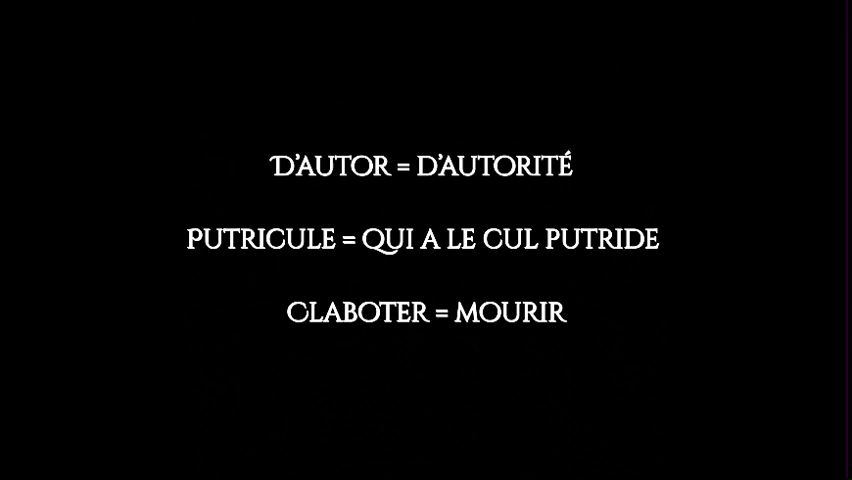 D'autor = d'autorité
Putricule = Qui a le cul putride
Claboter = mourir